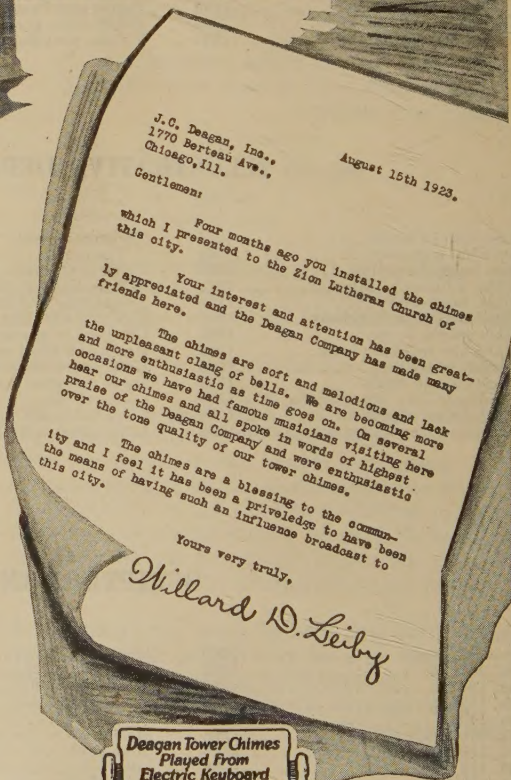 J.C. Deagan, Inc.,
1770 Berteau Ave.,
Chicago, Ill.
August 15th 1923.
Gentlemen:
Four months ago you installed the chimes
which I presented to the Zion Lutheran Church of
this city.
Your interest and attention has been great-
ly appreciated and the Deagan Company has made many
friends here.
The chimes are soft and melodious and lack
the unpleasant clang of bells. We are becoming more
and more enthusiastic as time goes on. On several
occasions we have had famous musicians visiting here
hear our chimes and all spoke in words of highest
praise of the Deagan Company and were enthusiastic
over the tone quality of our tower chimes.
The chimes are a blessing to the commun-
ity and I feel it has been a priveledge to have been
the means of having such an influence broadcast to
this city.
Yours very truly,
Willard D. Leiby
Deagan Tower Chimes
Played From
Electric Keyboard